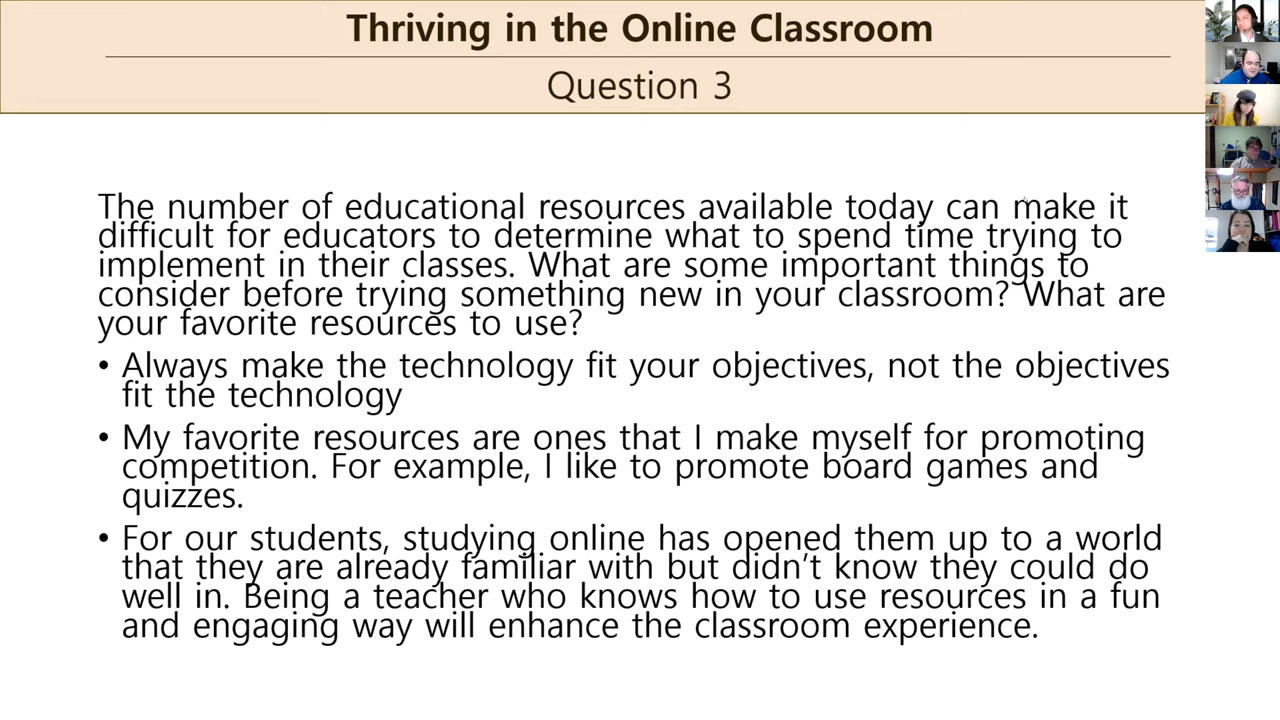 Thriving in the Online Classroom
Question 3
The number of educational resources available today can make it
difficult for educators to determine what to spend time trying to
implement in their classes. What are some important things to
consider before trying something new in your classroom? What are
your favorite resources to use?
• Always make the technology fit your objectives, not the objectives
fit the technology
• My favorite resources are ones that I make myself for promoting
competition. For example, I like to promote board games and
quizzes.
• For our students, studying online has opened them up to a world
that they are already familiar with but didn’t know they could do
well in. Being a teacher who knows how to use resources in a fun
and engaging way will enhance the classroom experience.